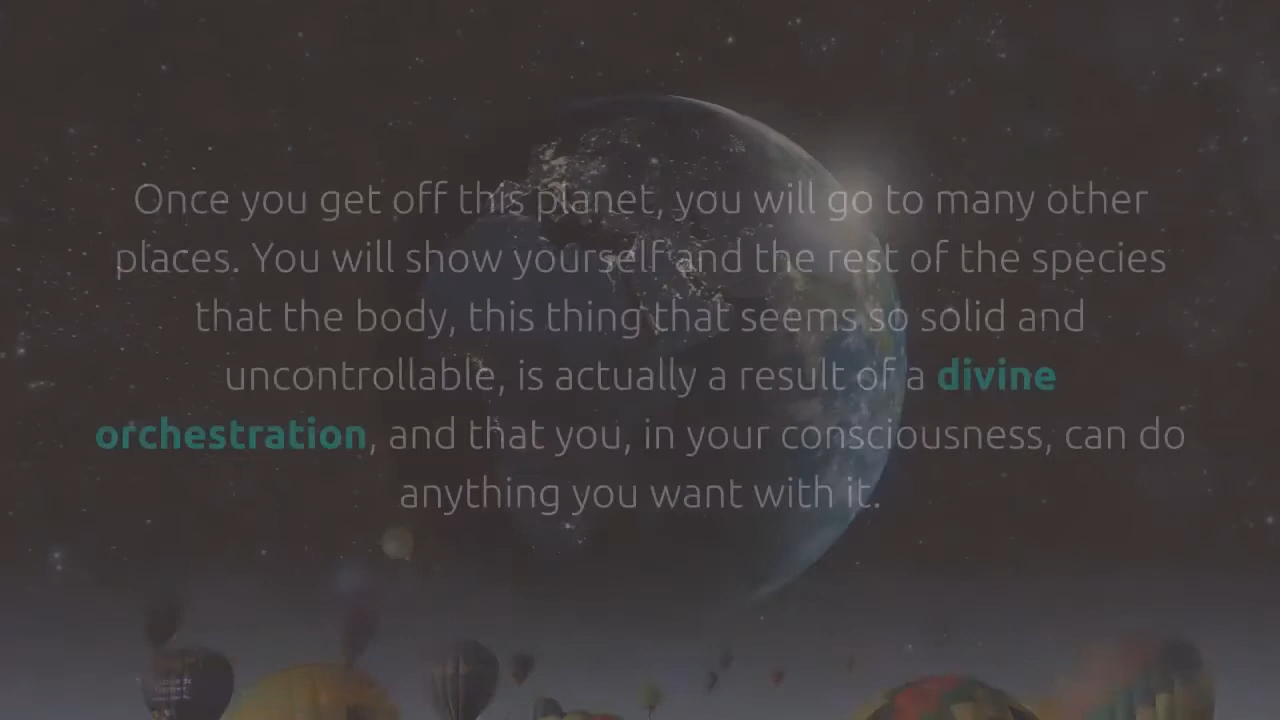 Once you get off this planet, you will go to many other
places. You will show yourself and the rest of the species
that the body, this thing that seems so solid and
uncontrollable, is actually a result of a divine
orchestration, and that you, in your consciousness, can do
anything you want with it.